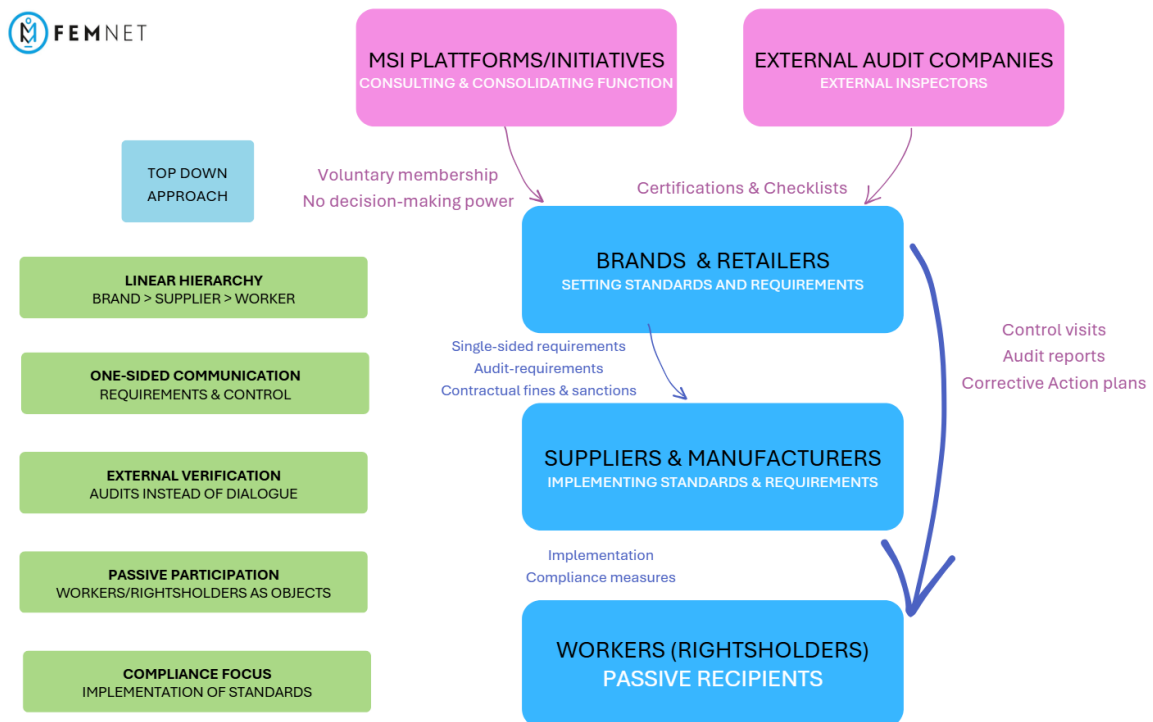 FEMNET
MSI PLATTFORMS/INITIATIVES
CONSULTING & CONSOLIDATING FUNCTION
EXTERNAL AUDIT COMPANIES
EXTERNAL INSPECTORS
TOP DOWN
APPROACH
Voluntary membership
No decision-making power
Certifications & Checklists
BRANDS & RETAILERS
SETTING STANDARDS AND REQUIREMENTS
LINEAR HIERARCHY
BRAND > SUPPLIER > WORKER
Single-sided requirements
Audit-requirements
Contractual fines & sanctions
Control visits
Audit reports
Corrective Action plans
ONE-SIDED COMMUNICATION
REQUIREMENTS & CONTROL
SUPPLIERS & MANUFACTURERS
IMPLEMENTING STANDARDS & REQUIREMENTS
EXTERNAL VERIFICATION
AUDITS INSTEAD OF DIALOGUE
Implementation
Compliance measures
PASSIVE PARTICIPATION
WORKERS/RIGHTSHOLDERS AS OBJECTS
WORKERS (RIGHTSHOLDERS)
PASSIVE RECIPIENTS
COMPLIANCE FOCUS
IMPLEMENTATION OF STANDARDS